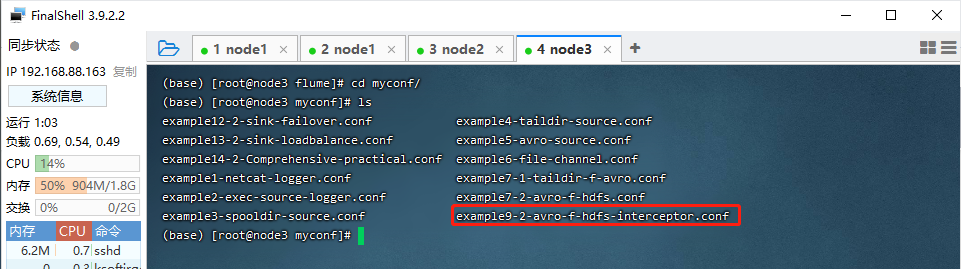 FinalShell 3.9.2.2
同步状态
IP 192.168.88.163 复制
系统信息
运行 1:03
负载 0.69, 0.54, 0.49
CPU 14%
内存 50% 904M/1.8G
交换 0% 0/2G
内存 CPU 命令
6.2M 0.7 sshd
0 0.3
1 node1
2 node1
3 node2
4 node3
(base) [root@node3 flume]# cd myconf/
(base) [root@node3 myconf]# ls
example12-2-sink-failover.conf example4-taildir-source.conf
example13-2-sink-loadbalance.conf example5-avro-source.conf
example14-2-Comprehensive-practical.conf example6-file-channel.conf
example1-netcat-logger.conf example7-1-taildir-f-avro.conf
example2-exec-source-logger.conf example7-2-avro-f-hdfs.conf
example3-spooldir-source.conf example9-2-avro-f-hdfs-interceptor.conf
(base) [root@node3 myconf]#